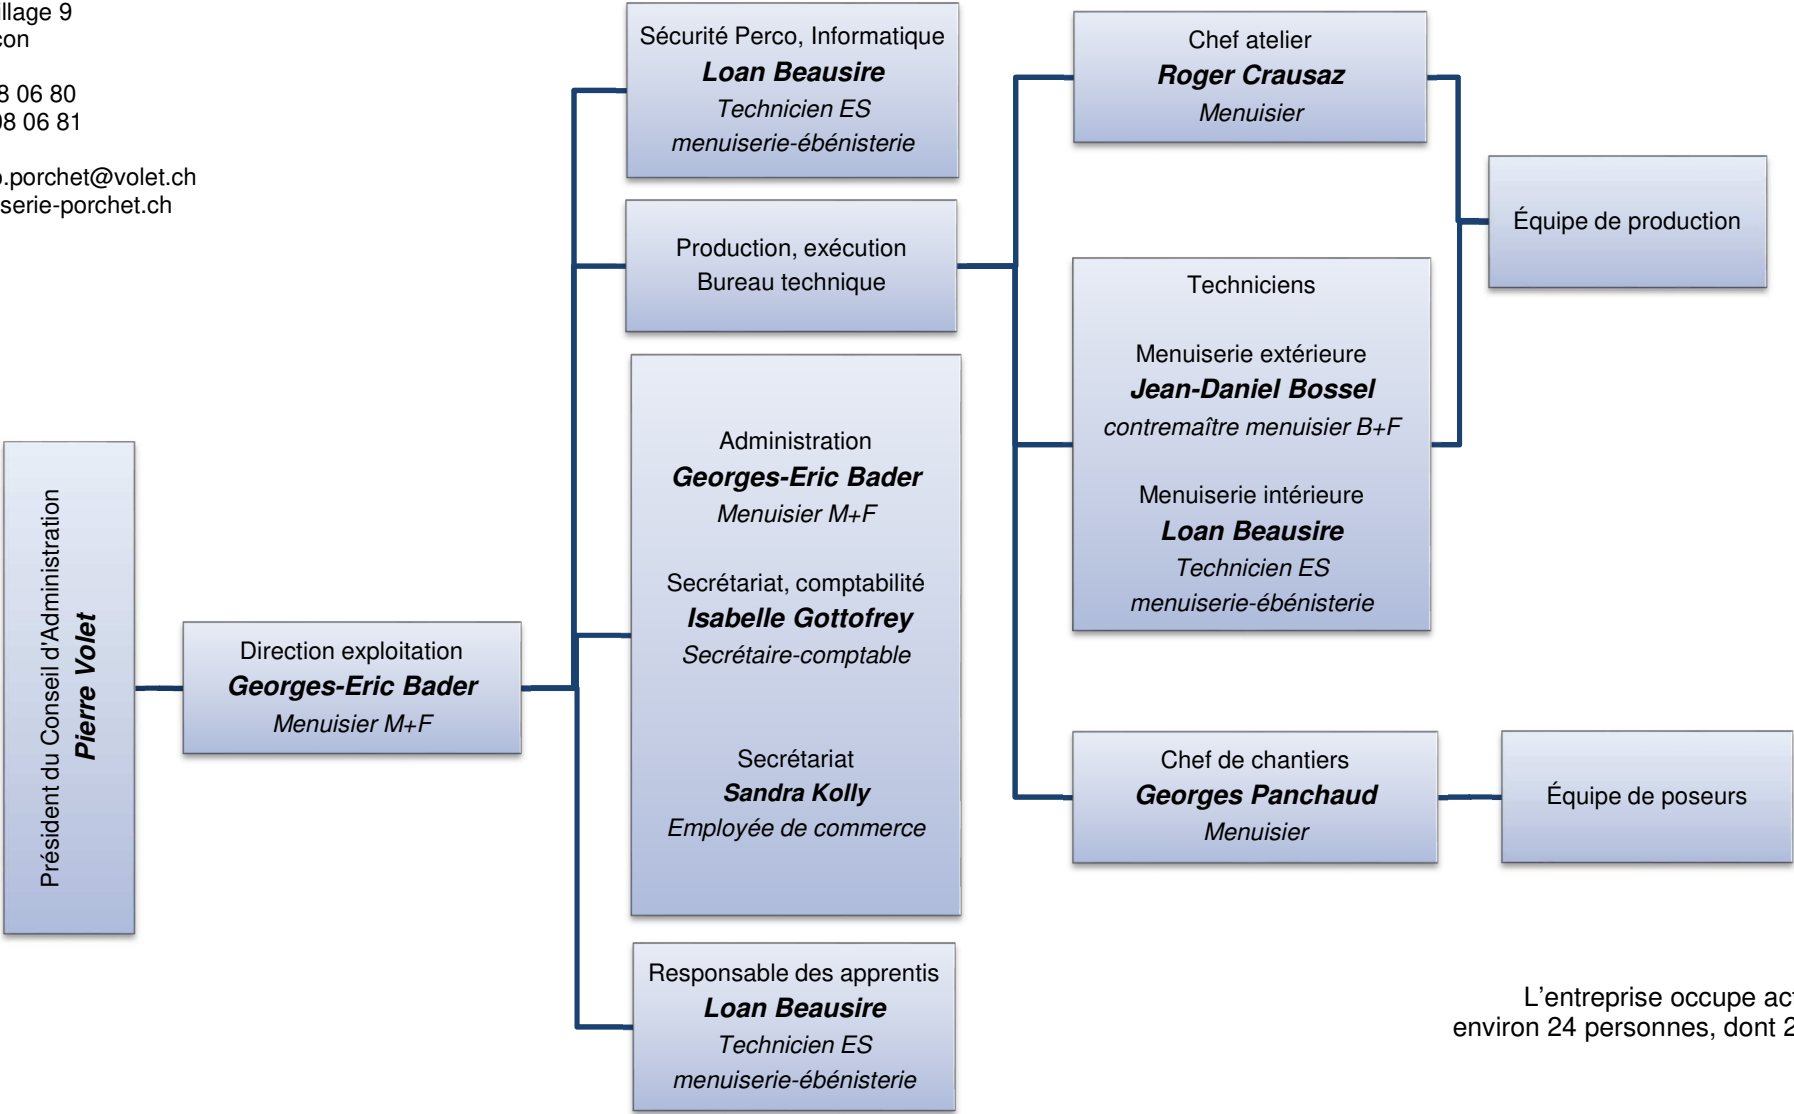 illage 9
con
8 06 80
98 06 81
o.porchet@volet.ch
serie-porchet.ch
Président du Conseil d'Administration
Pierre Volet
Direction exploitation
Georges-Eric Bader
Menuisier M+F
Sécurité Perco, Informatique
Loan Beausire
Technicien ES
menuiserie-ébénisterie
Production, exécution
Bureau technique
Administration
Georges-Eric Bader
Menuisier M+F
Secrétariat, comptabilité
Isabelle Gottofrey
Secrétaire-comptable
Secrétariat
Sandra Kolly
Employée de commerce
Responsable des apprentis
Loan Beausire
Technicien ES
menuiserie-ébénisterie
Chef atelier
Roger Crausaz
Menuisier
Techniciens
Menuiserie extérieure
Jean-Daniel Bossel
contremaître menuisier B+F
Menuiserie intérieure
Loan Beausire
Technicien ES
menuiserie-ébénisterie
Chef de chantiers
Georges Panchaud
Menuisier
Équipe de production
Équipe de poseurs
L'entreprise occupe act
environ 24 personnes, dont 2